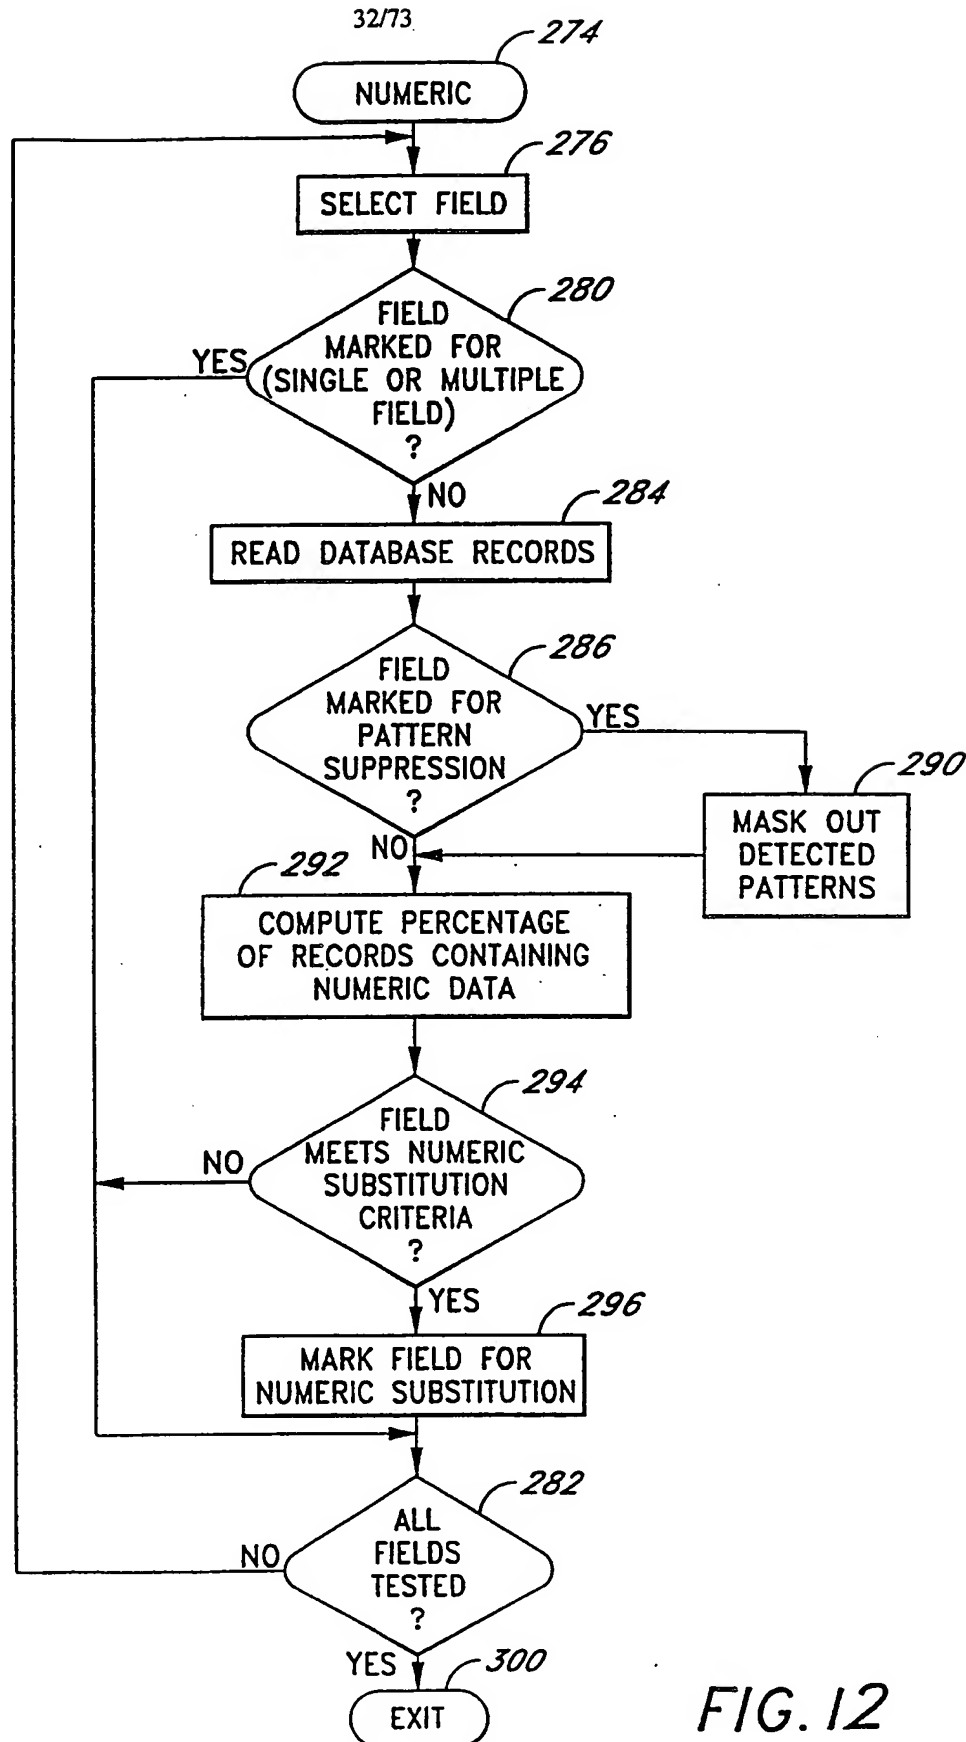 32/73
274
NUMERIC
276
SELECT FIELD
280
FIELD
MARKED FOR
(SINGLE OR MULTIPLE
FIELD)
?
YES
NO
284
READ DATABASE RECORDS
286
FIELD
MARKED FOR
PATTERN
SUPPRESSION
?
YES
290
MASK OUT
DETECTED
PATTERNS
NO
292
COMPUTE PERCENTAGE
OF RECORDS CONTAINING
NUMERIC DATA
294
FIELD
MEETS NUMERIC
SUBSTITUTION
CRITERIA
?
NO
YES
296
MARK FIELD FOR
NUMERIC SUBSTITUTION
282
ALL
FIELDS
TESTED
?
NO
YES
300
EXIT
FIG. 12